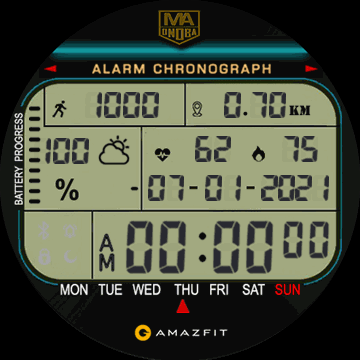 MA
ONOBA
ALARM CHRONOGRAPH
1000 0.70 KM
BATTERY PROGRESS
100 62 75
% -07-01-2021
AM 00:00 00
MON TUE WED THU FRI SAT SUN
AMAZFIT